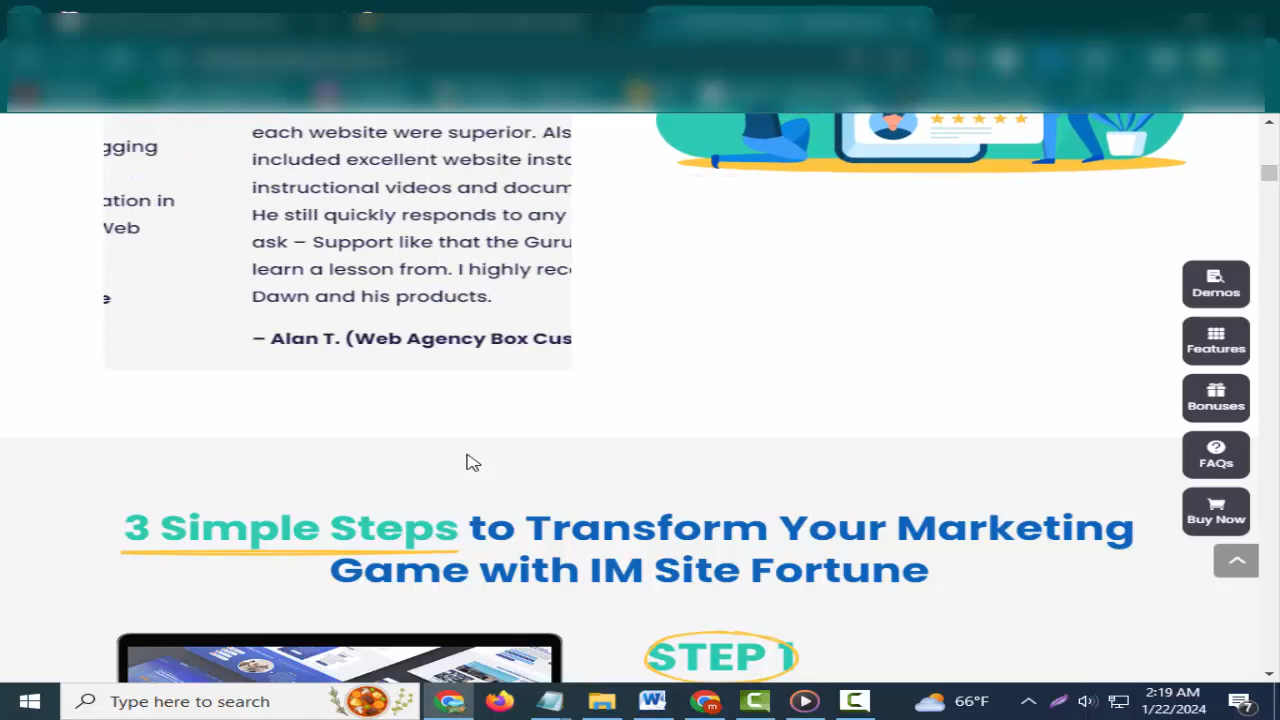 gging
ation in
Web
e
each website were superior. Als
included excellent website insta
instructional videos and docum
He still quickly responds to any
ask – Support like that the Guru
learn a lesson from. I highly rec
Dawn and his products.
– Alan T. (Web Agency Box Cus
Demos
Features
Bonuses
FAQs
Buy Now
3 Simple Steps to Transform Your Marketing
Game with IM Site Fortune
STEP 1
Type here to search
66°F
2:19 AM
1/22/2024
7